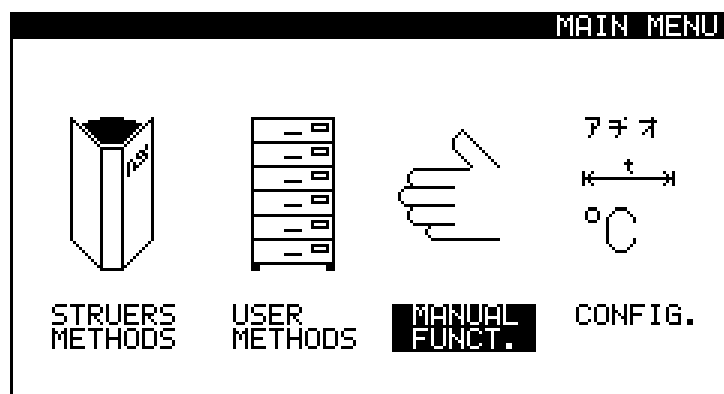 MAIN MENU
アチオ
t
°C
STRUERS
METHODS
USER
METHODS
MANUAL
FUNCT.
CONFIG.